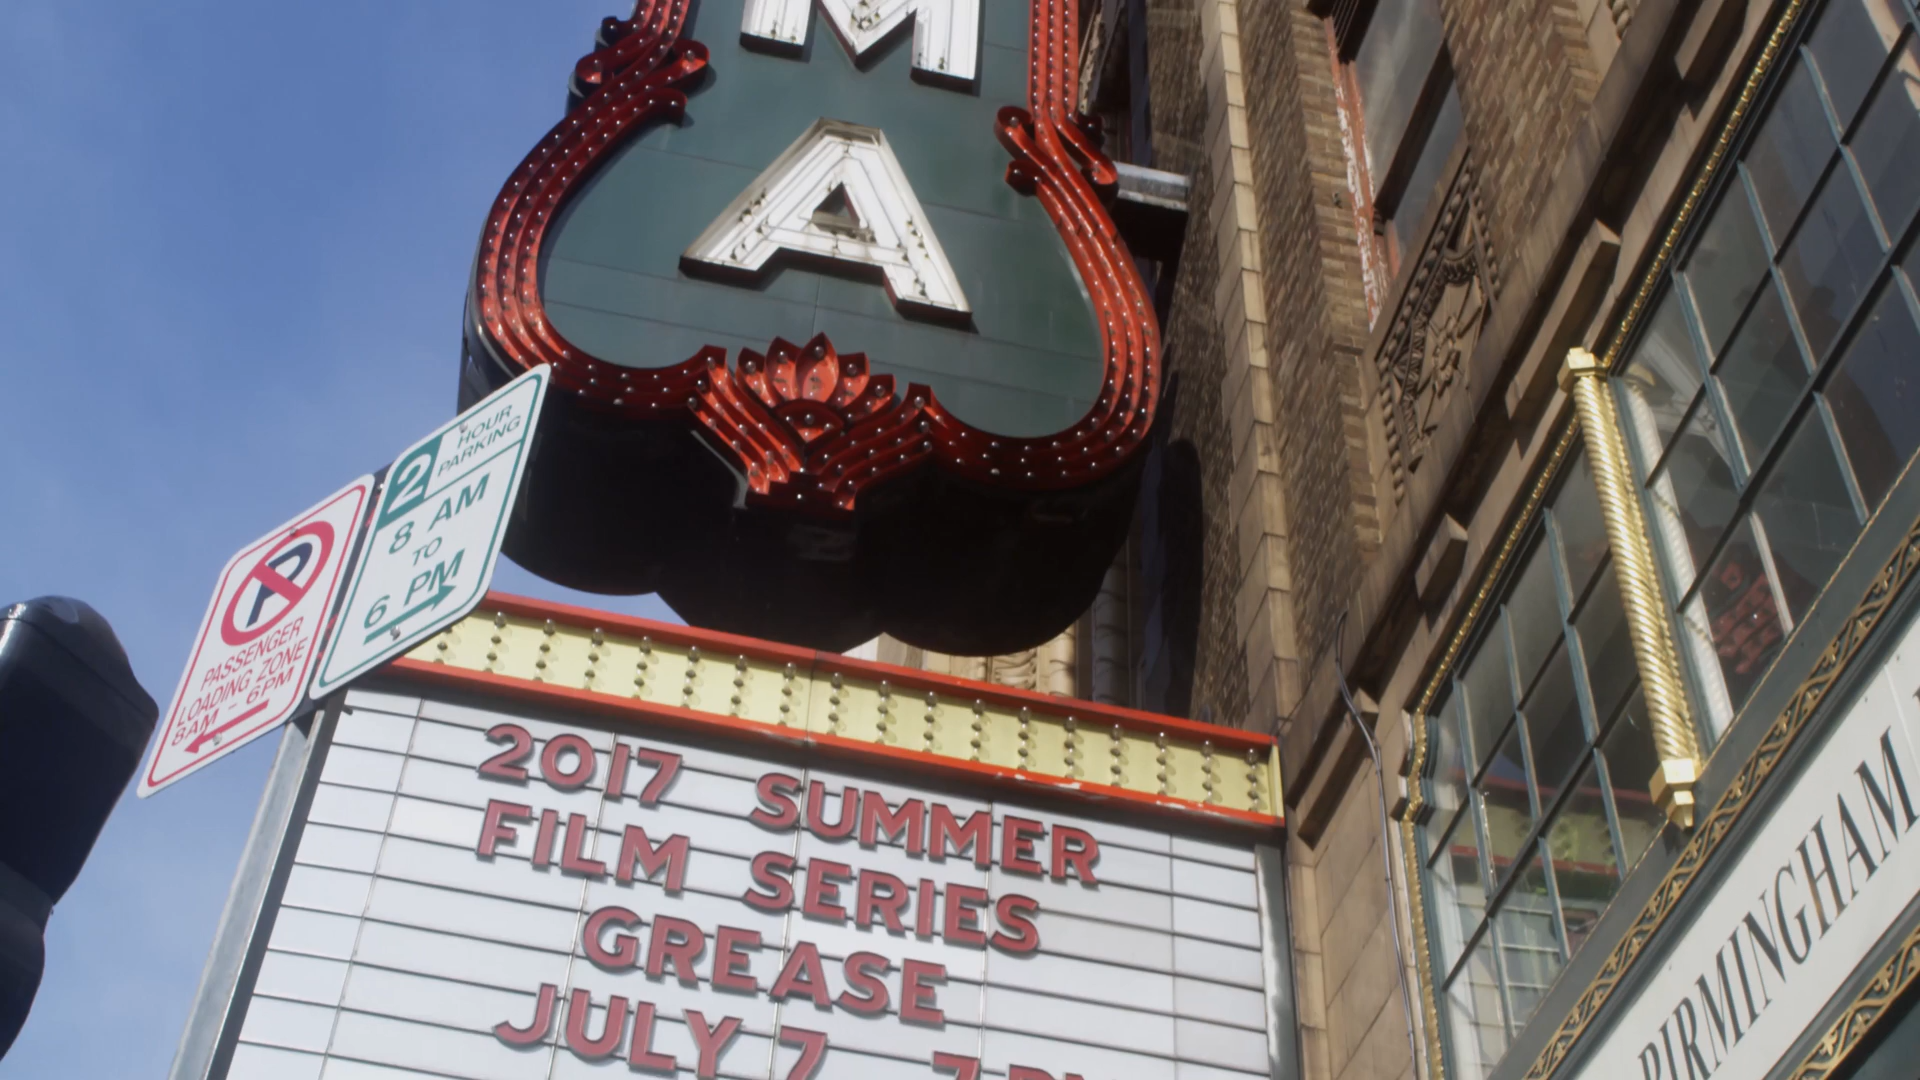 M
A
2 HOUR
PARKING
8 AM
TO
6 PM
P
PASSENGER
LOADING ZONE
8AM - 6PM
2017 SUMMER
FILM SERIES
GREASE
JULY 7
BIRMINGHAM